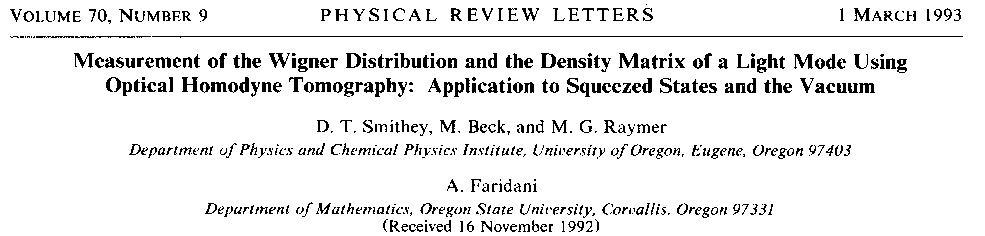 VOLUME 70, NUMBER 9 PHYSICAL REVIEW LETTERS 1 MARCH 1993
Measurement of the Wigner Distribution and the Density Matrix of a Light Mode Using
Optical Homodyne Tomography: Application to Squeezed States and the Vacuum
D. T. Smithey, M. Beck, and M. G. Raymer
Department of Physics and Chemical Physics Institute, University of Oregon, Eugene, Oregon 97403
A. Faridani
Department of Mathematics, Oregon State University, Corvallis, Oregon 97331
(Received 16 November 1992)